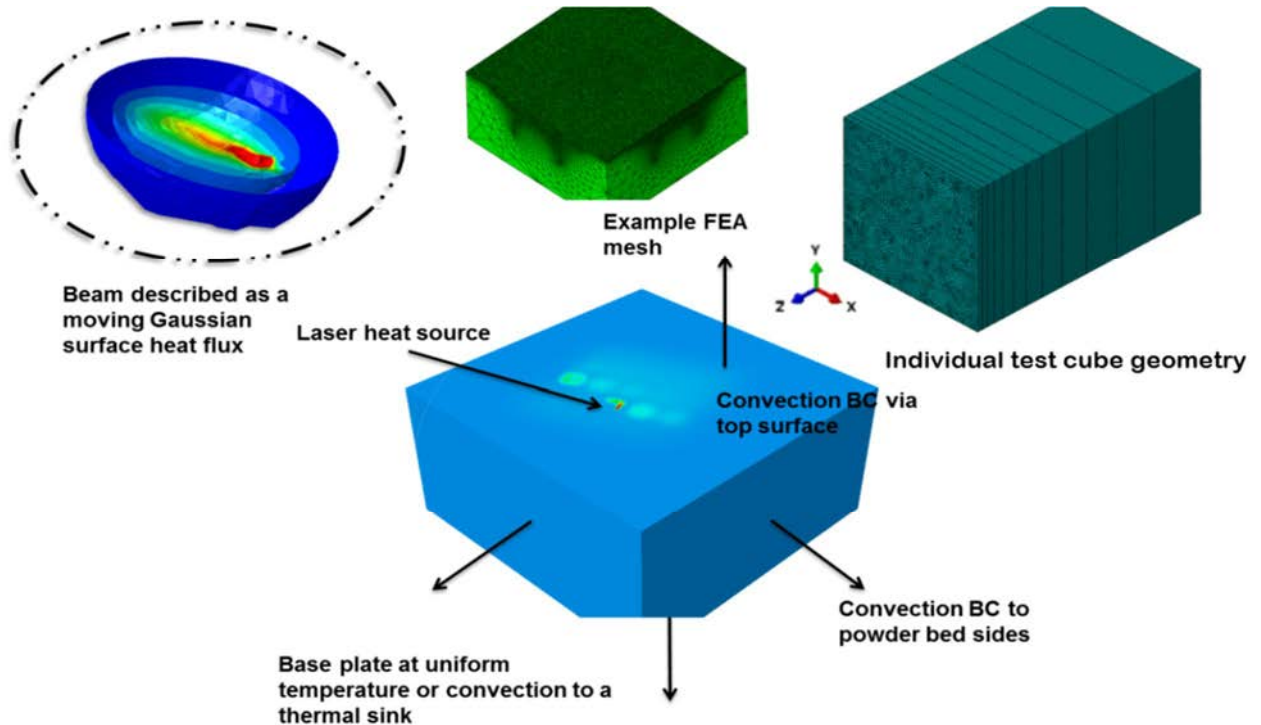 Example FEA
mesh
Y
Z
X
Beam described as a
moving Gaussian
surface heat flux
Laser heat source
Individual test cube geometry
Convection BC via
top surface
Convection BC to
powder bed sides
Base plate at uniform
temperature or convection to a
thermal sink